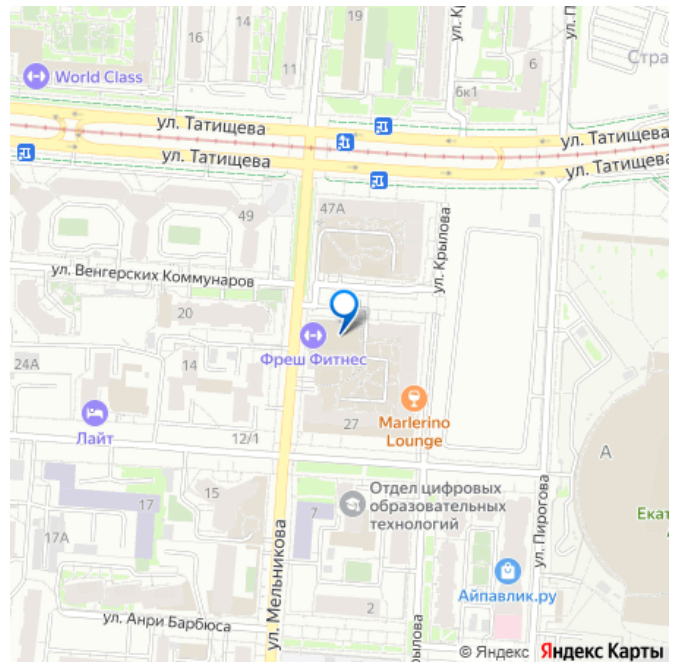 ул. К
ул. П
19
16
14
11
6
6к1
Стра
World Class
ул. Татищева
ул. Татищева
ул. Татищева
ул. Татищева
49
47А
ул. Крылова
ул. Венгерских Коммунаров
20
Фреш Фитнес
24А
14
Marlerino
Lounge
Лайт
12/1
27
А
Отдел цифровых
образовательных
технологий
17
15
7
17А
ул. Мельникова
ул. Пирогова
Екат
Айпавлик.ру
2
ул. Анри Барбюса
рылова
© Яндекс Яндекс Карты